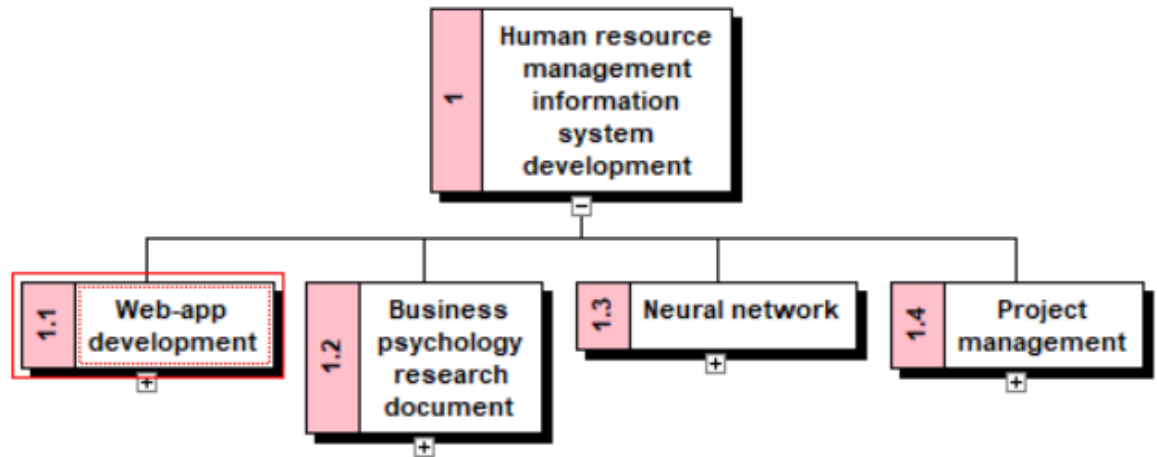 1
Human resource
management
information
system
development
1.1
Web-app
development
1.2
Business
psychology
research
document
1.3
Neural network
1.4
Project
management